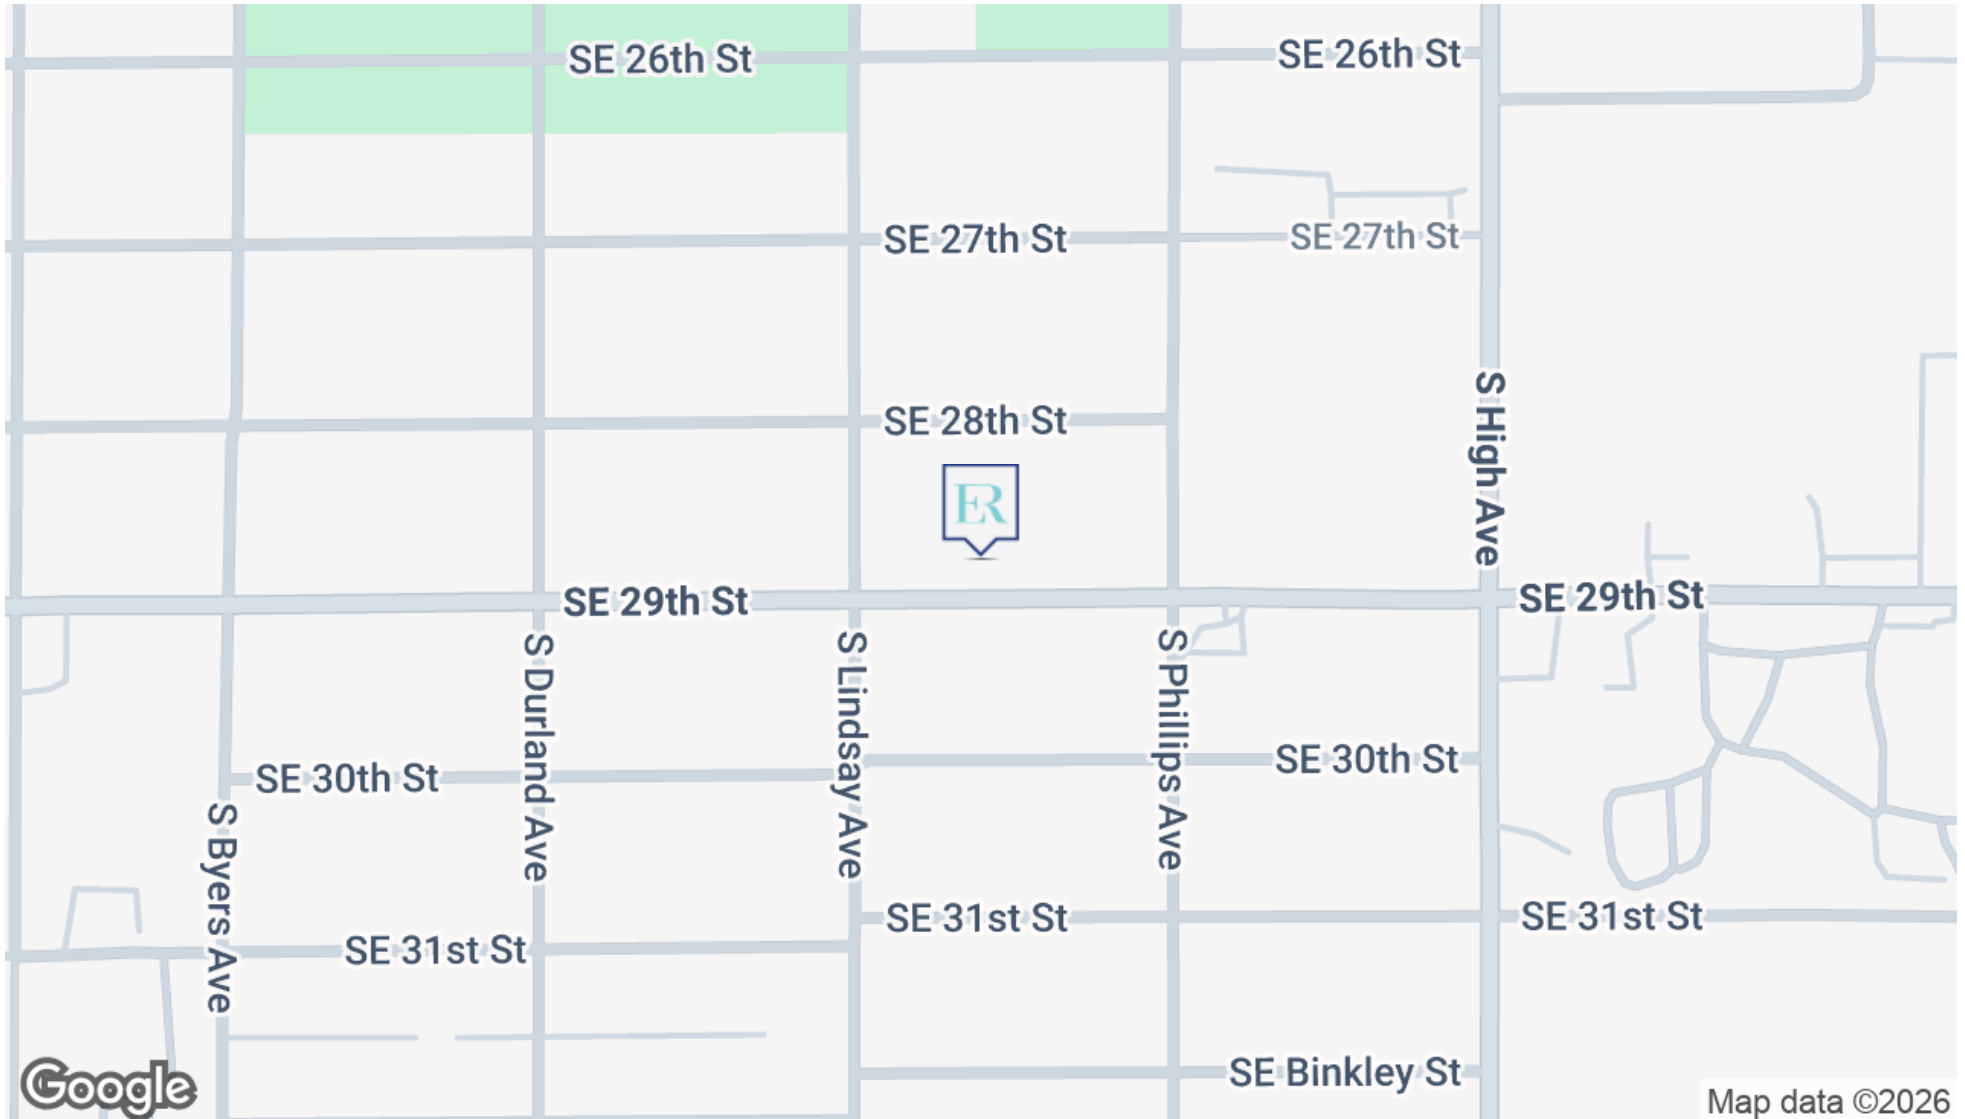 SE 26th St
SE 26th St
SE 27th St
SE 27th St
SE 28th St
S High Ave
ER
SE 29th St
SE 29th St
S Durland Ave
S Lindsay Ave
S Phillips Ave
SE 30th St
SE 30th St
S Byers Ave
SE 31st St
SE 31st St
SE 31st St
SE Binkley St
Google
Map data ©2026